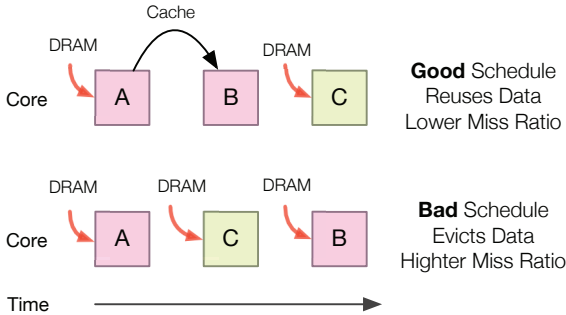 Cache
DRAM DRAM
Core A B C
Good Schedule
Reuses Data
Lower Miss Ratio
DRAM DRAM DRAM
Core A C B
Bad Schedule
Evicts Data
Highter Miss Ratio
Time